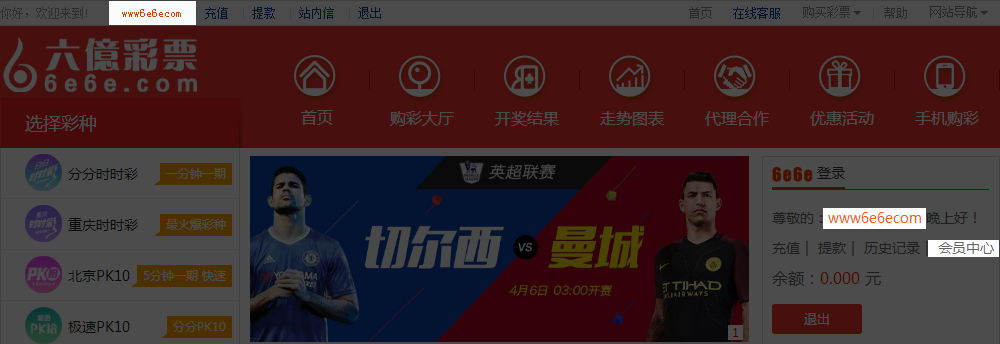 你好，欢迎来到！ www6e6ecom 充值 | 提款 | 站内信 | 退出 首页 在线客服 购买彩票 | 帮助 网站导航
六億彩票
6e6e.com
首页 购彩大厅 开奖结果 走势图表 代理合作 优惠活动 手机购彩
选择彩种
分分时时彩 一分钟一期
重庆时时彩 最火爆彩种
北京PK10 5分钟一期 快速
极速PK10 分分PK10
英超联赛
切尔西 VS 曼城
4月6日 03:00开赛
YOKOHAMA
ETIHAD
AIRWAYS
1
6e6e 登录
尊敬的：www6e6ecom 晚上好！
充值 | 提款 | 历史记录 会员中心
余额：0.000 元
退出